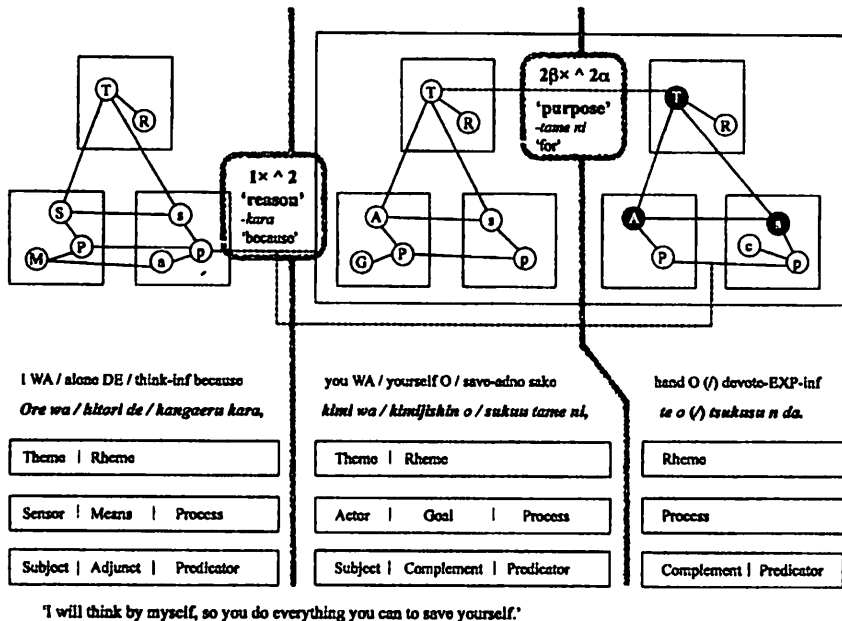 T
R
S
s
P
p
M
a
1× ^ 2
'reason'
-kara
'because'
T
R
A
s
G
P
p
2β× ^ 2α
'purpose'
-tame ni
'for'
T
R
A
s
P
c
p
I WA / alone DE / think-inf because
Ore wa / hitori de / kangaeru kara,
Theme | Rheme
Sensor | Means | Process
Subject | Adjunct | Predicator
you WA / yourself O / save-adno sake
kimi wa / kimijishin o / sukuu tame ni,
Theme | Rheme
Actor | Goal | Process
Subject | Complement | Predicator
hand O (/) devote-EXP-inf
te o (/) tsukusu n da.
Rheme
Process
Complement | Predicator
'I will think by myself, so you do everything you can to save yourself.'